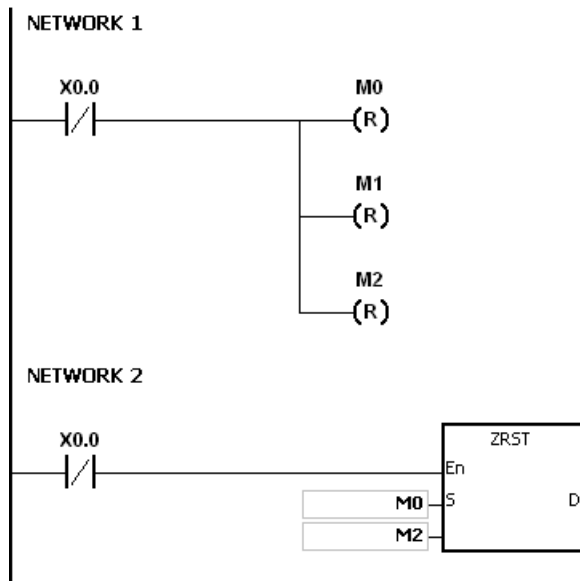 NETWORK 1
X0.0
M0
(R)
M1
(R)
M2
(R)
NETWORK 2
X0.0
ZRST
En
M0 S D
M2